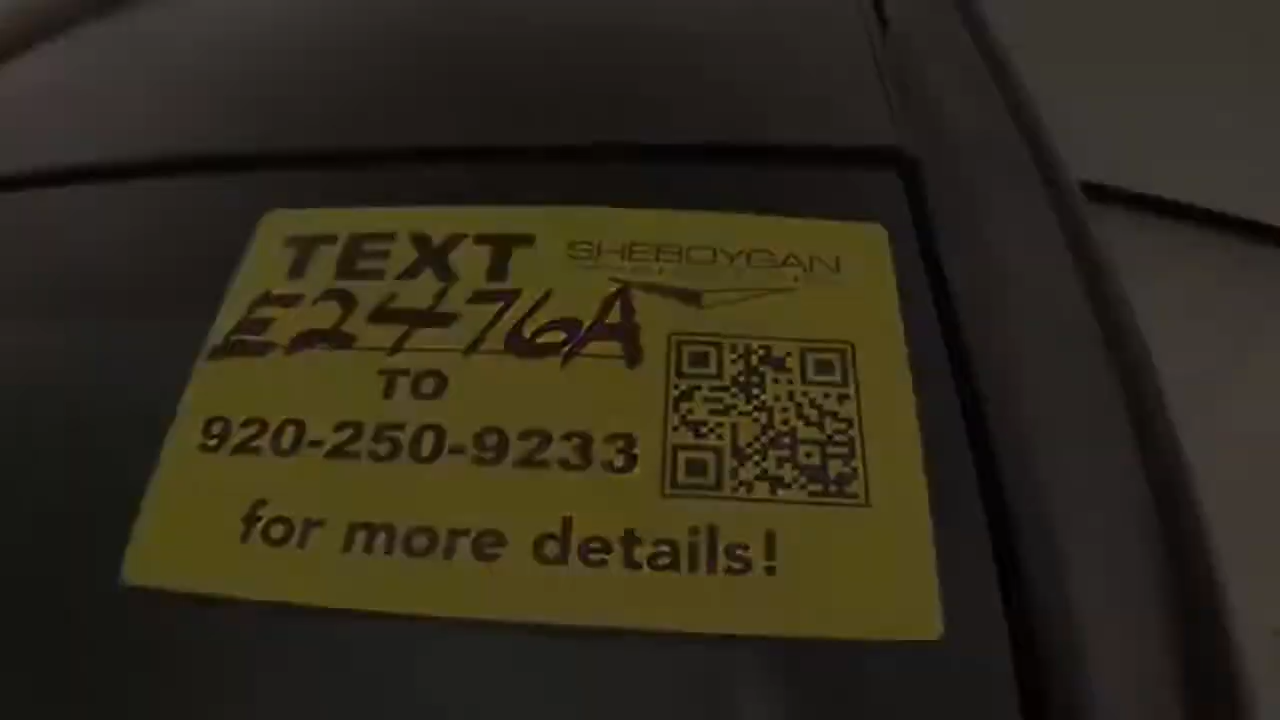 TEXT
SHEBOYGAN
E2476A
TO
920-250-9233
for more details!